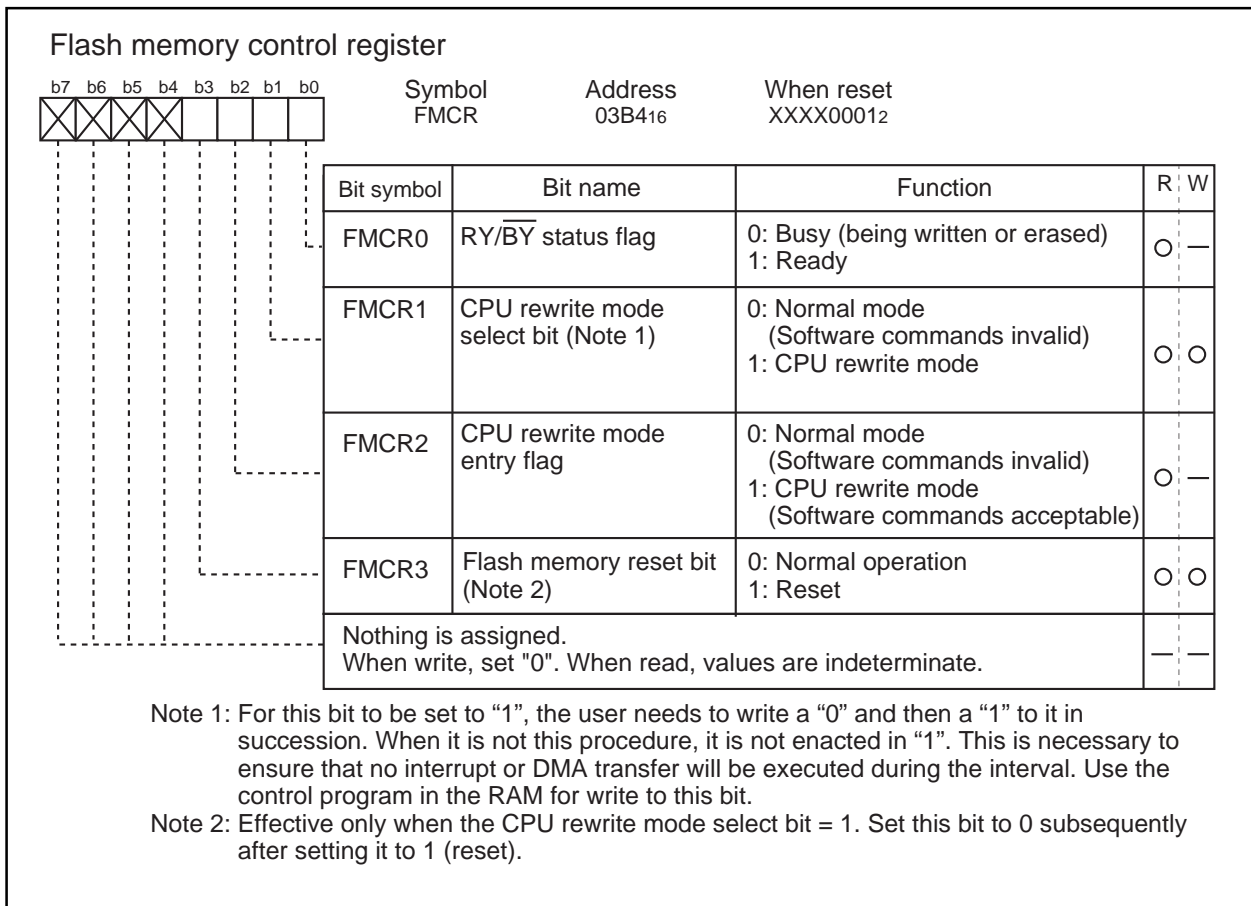 Flash memory control register
b7 b6 b5 b4 b3 b2 b1 b0
Symbol Address When reset
FMCR 03B416 XXXX00012
Bit symbol Bit name Function R W
FMCR0 RY/BY status flag 0: Busy (being written or erased)
1: Ready
FMCR1 CPU rewrite mode 0: Normal mode
select bit (Note 1) (Software commands invalid)
1: CPU rewrite mode
FMCR2 CPU rewrite mode 0: Normal mode
entry flag (Software commands invalid)
1: CPU rewrite mode
(Software commands acceptable)
FMCR3 Flash memory reset bit 0: Normal operation
(Note 2) 1: Reset
Nothing is assigned.
When write, set "0". When read, values are indeterminate.
Note 1: For this bit to be set to “1”, the user needs to write a “0” and then a “1” to it in
succession. When it is not this procedure, it is not enacted in “1”. This is necessary to
ensure that no interrupt or DMA transfer will be executed during the interval. Use the
control program in the RAM for write to this bit.
Note 2: Effective only when the CPU rewrite mode select bit = 1. Set this bit to 0 subsequently
after setting it to 1 (reset).